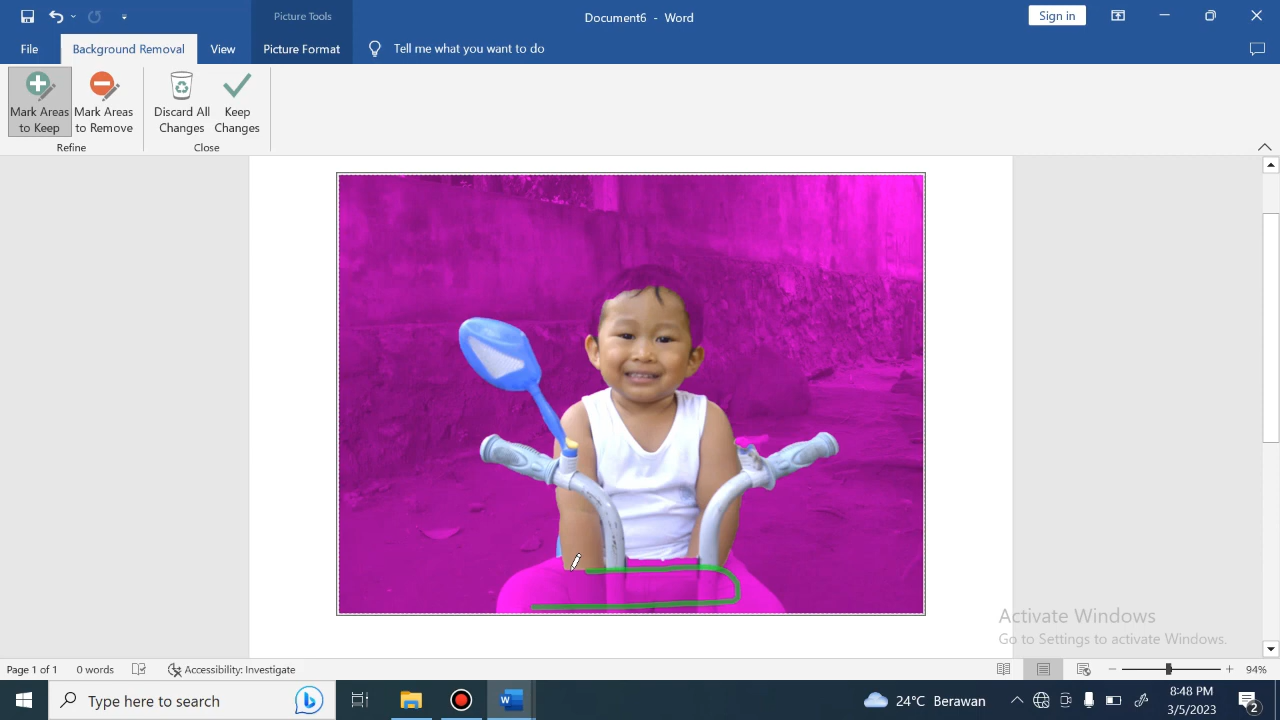 Picture Tools
Document6 - Word
Sign in
File
Background Removal
View
Picture Format
Tell me what you want to do
Mark Areas to Keep
Mark Areas to Remove
Discard All Changes
Keep Changes
Refine
Close
Activate Windows
Go to Settings to activate Windows.
Page 1 of 1
0 words
Accessibility: Investigate
94%
Type here to search
24°C Berawan
8:48 PM
3/5/2023
2